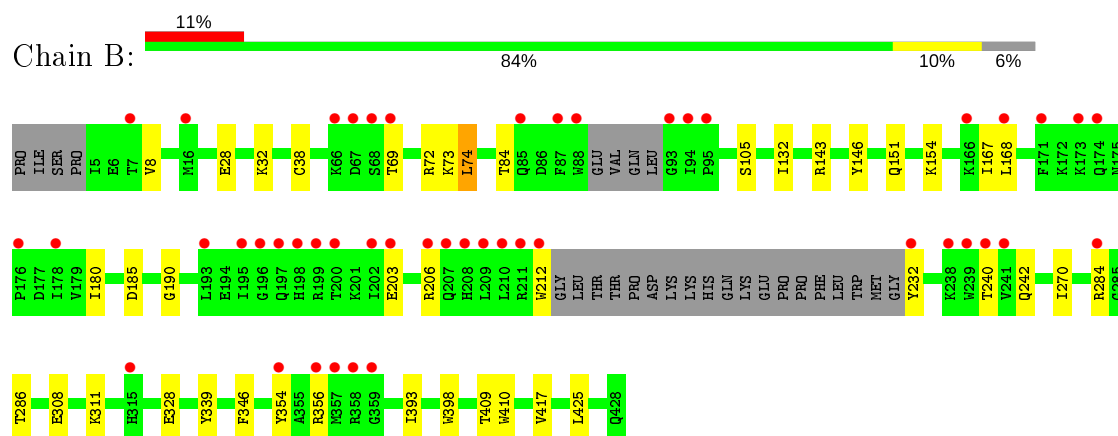 11%
Chain B:
84% 10% 6%
PRO ILE SER PRO I5 E6 T7 V8 M16 E28 K32 C38 K66 D67 S68 T69 R72 K73 L74 T84 Q85 D86 F87 W88 GLU VAL GLN LEU G93 I94 P95 S105 I132 R143 Y146 Q151 K154 K166 I167 L168 F171 K172 K173 Q174 N175
P176 D177 I178 V179 I180 D185 G190 L193 E194 I195 G196 Q197 H198 R199 T200 K201 I202 E203 R206 Q207 H208 L209 L210 R211 W212 GLY LEU THR THR PRO ASP LYS LYS HIS GLN LYS GLU PRO PRO PHE LEU TRP MET GLY Y232 K238 W239 T240 V241 Q242 I270 R284 G285
T286 E308 K311 H315 E328 Y339 F346 Y354 A355 R356 M357 R358 G359 I393 W398 T409 W410 V417 L425 Q428